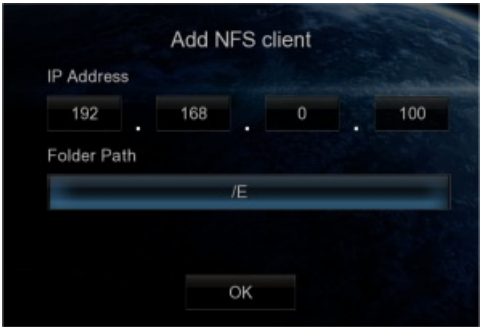 Add NFS client
IP Address
192 . 168 . 0 . 100
Folder Path
/E
OK